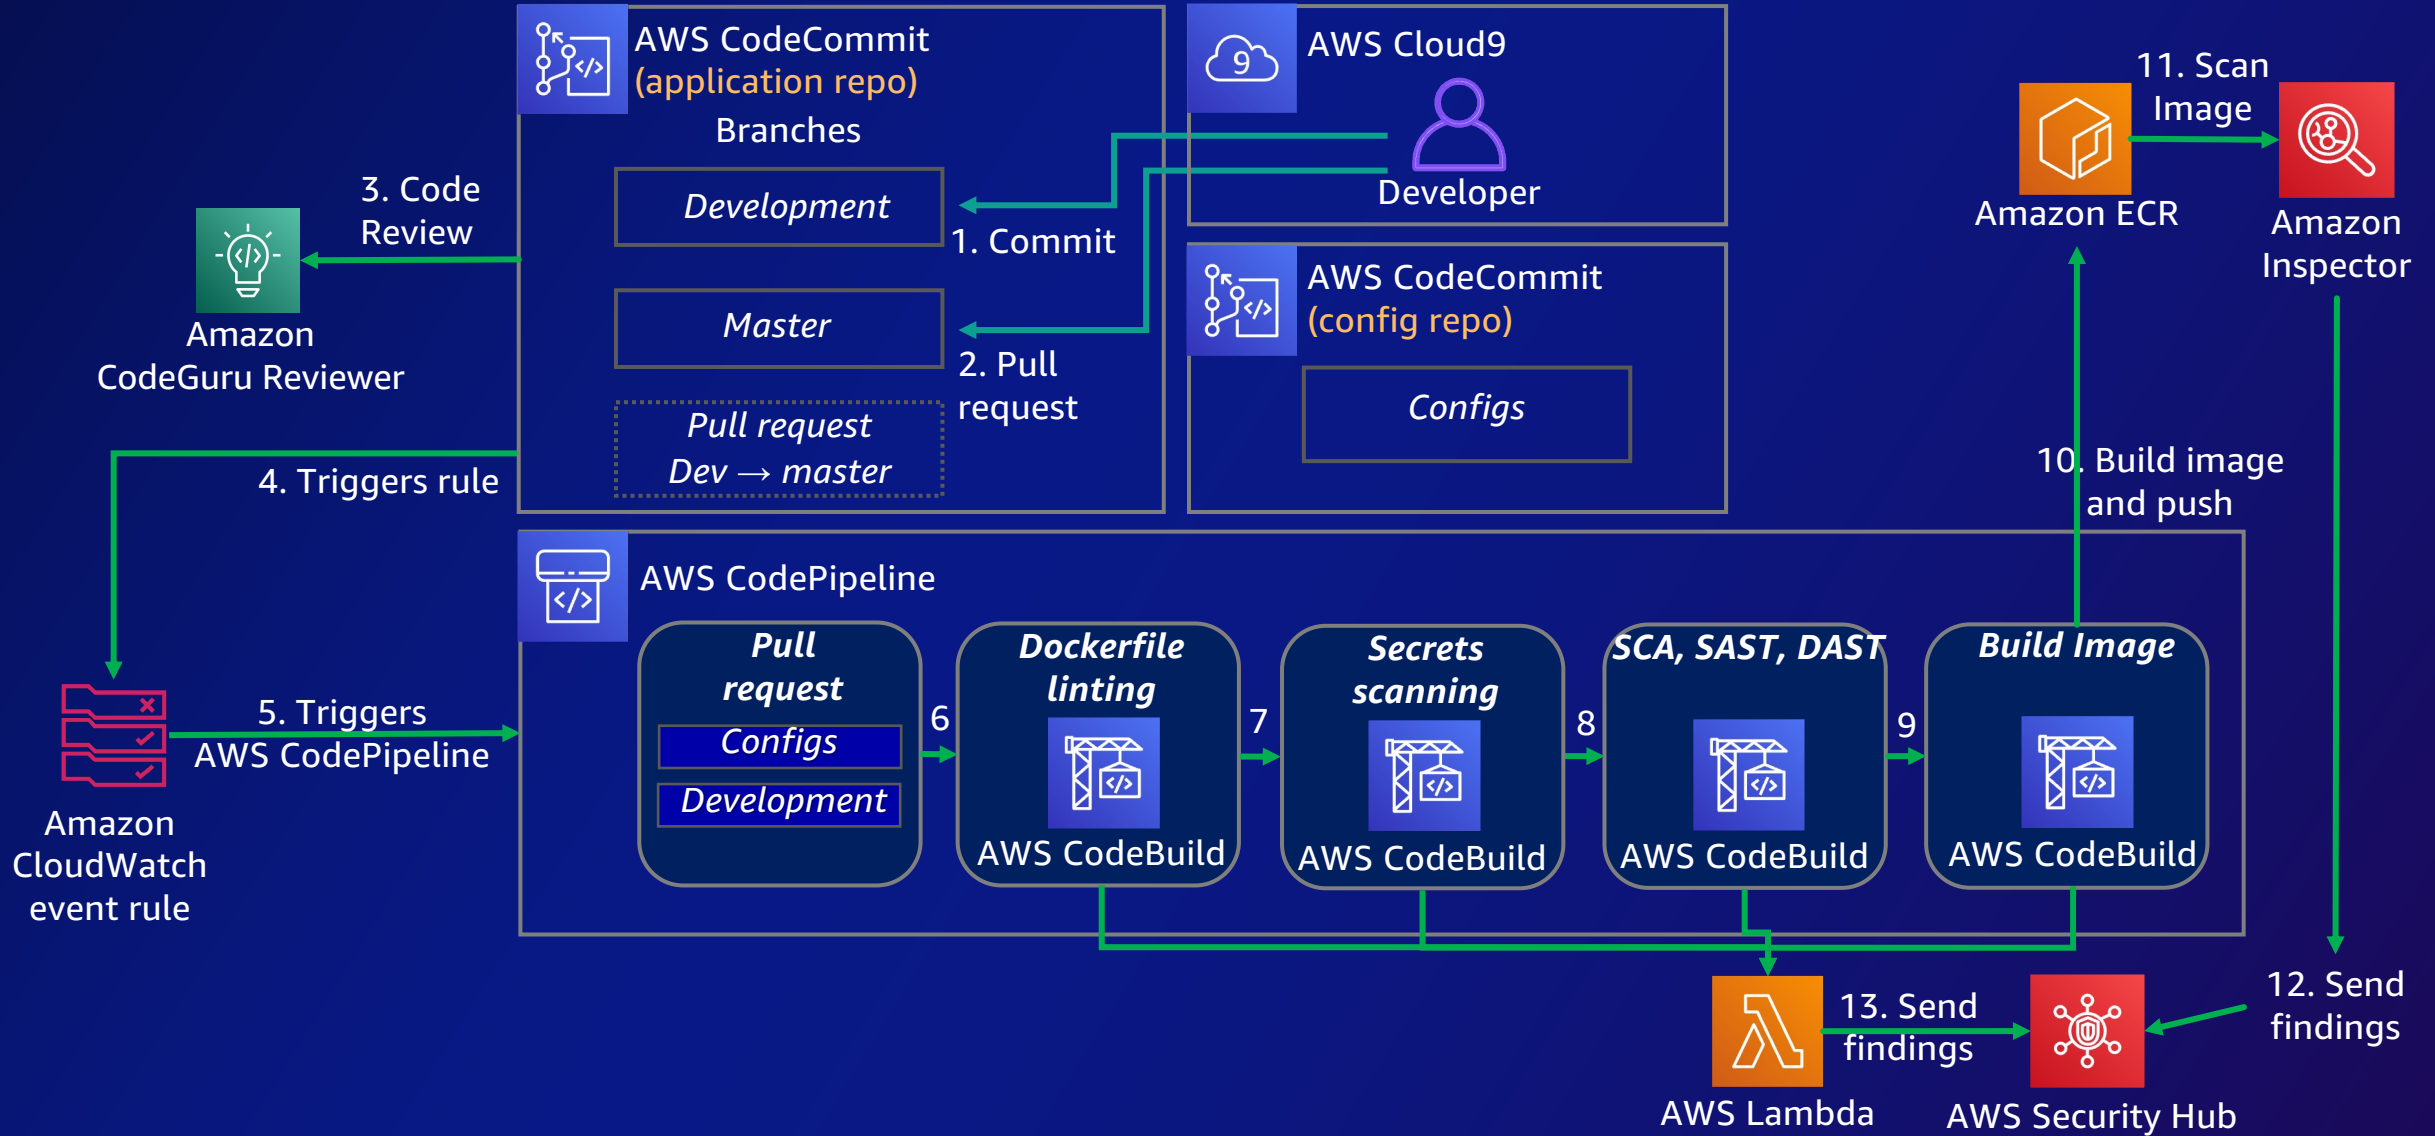 AWS CodeCommit
(application repo)
Branches
Development
Master
Pull request
Dev → master
AWS Cloud9
9
Developer
1. Commit
2. Pull
request
AWS CodeCommit
(config repo)
Configs
3. Code
Review
Amazon
CodeGuru Reviewer
4. Triggers rule
Amazon
CloudWatch
event rule
5. Triggers
AWS CodePipeline
AWS CodePipeline
Pull
request
Configs
Development
6
Dockerfile
linting
</>
AWS CodeBuild
7
Secrets
scanning
</>
AWS CodeBuild
8
SCA, SAST, DAST
</>
AWS CodeBuild
9
Build Image
</>
AWS CodeBuild
10. Build image
and push
Amazon ECR
11. Scan
Image
Amazon
Inspector
12. Send
findings
AWS Lambda
13. Send
findings
AWS Security Hub